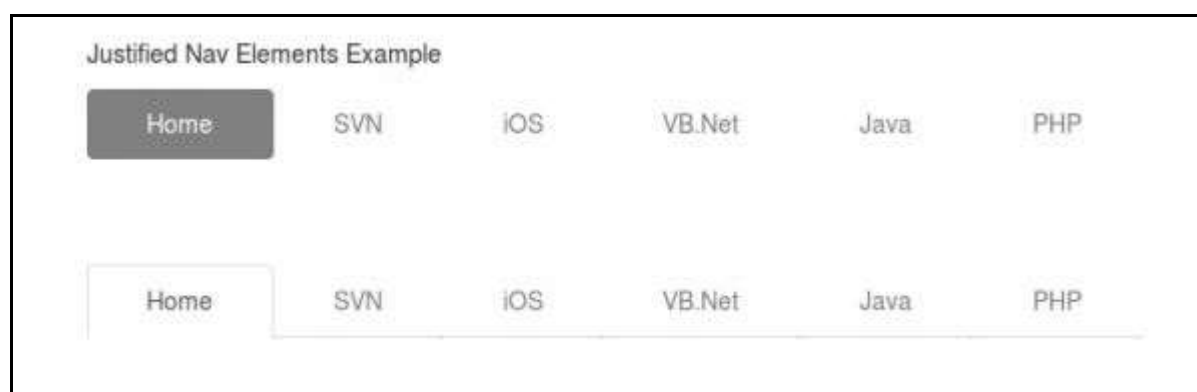 Justified Nav Elements Example
Home SVN iOS VB.Net Java PHP
Home SVN iOS VB.Net Java PHP